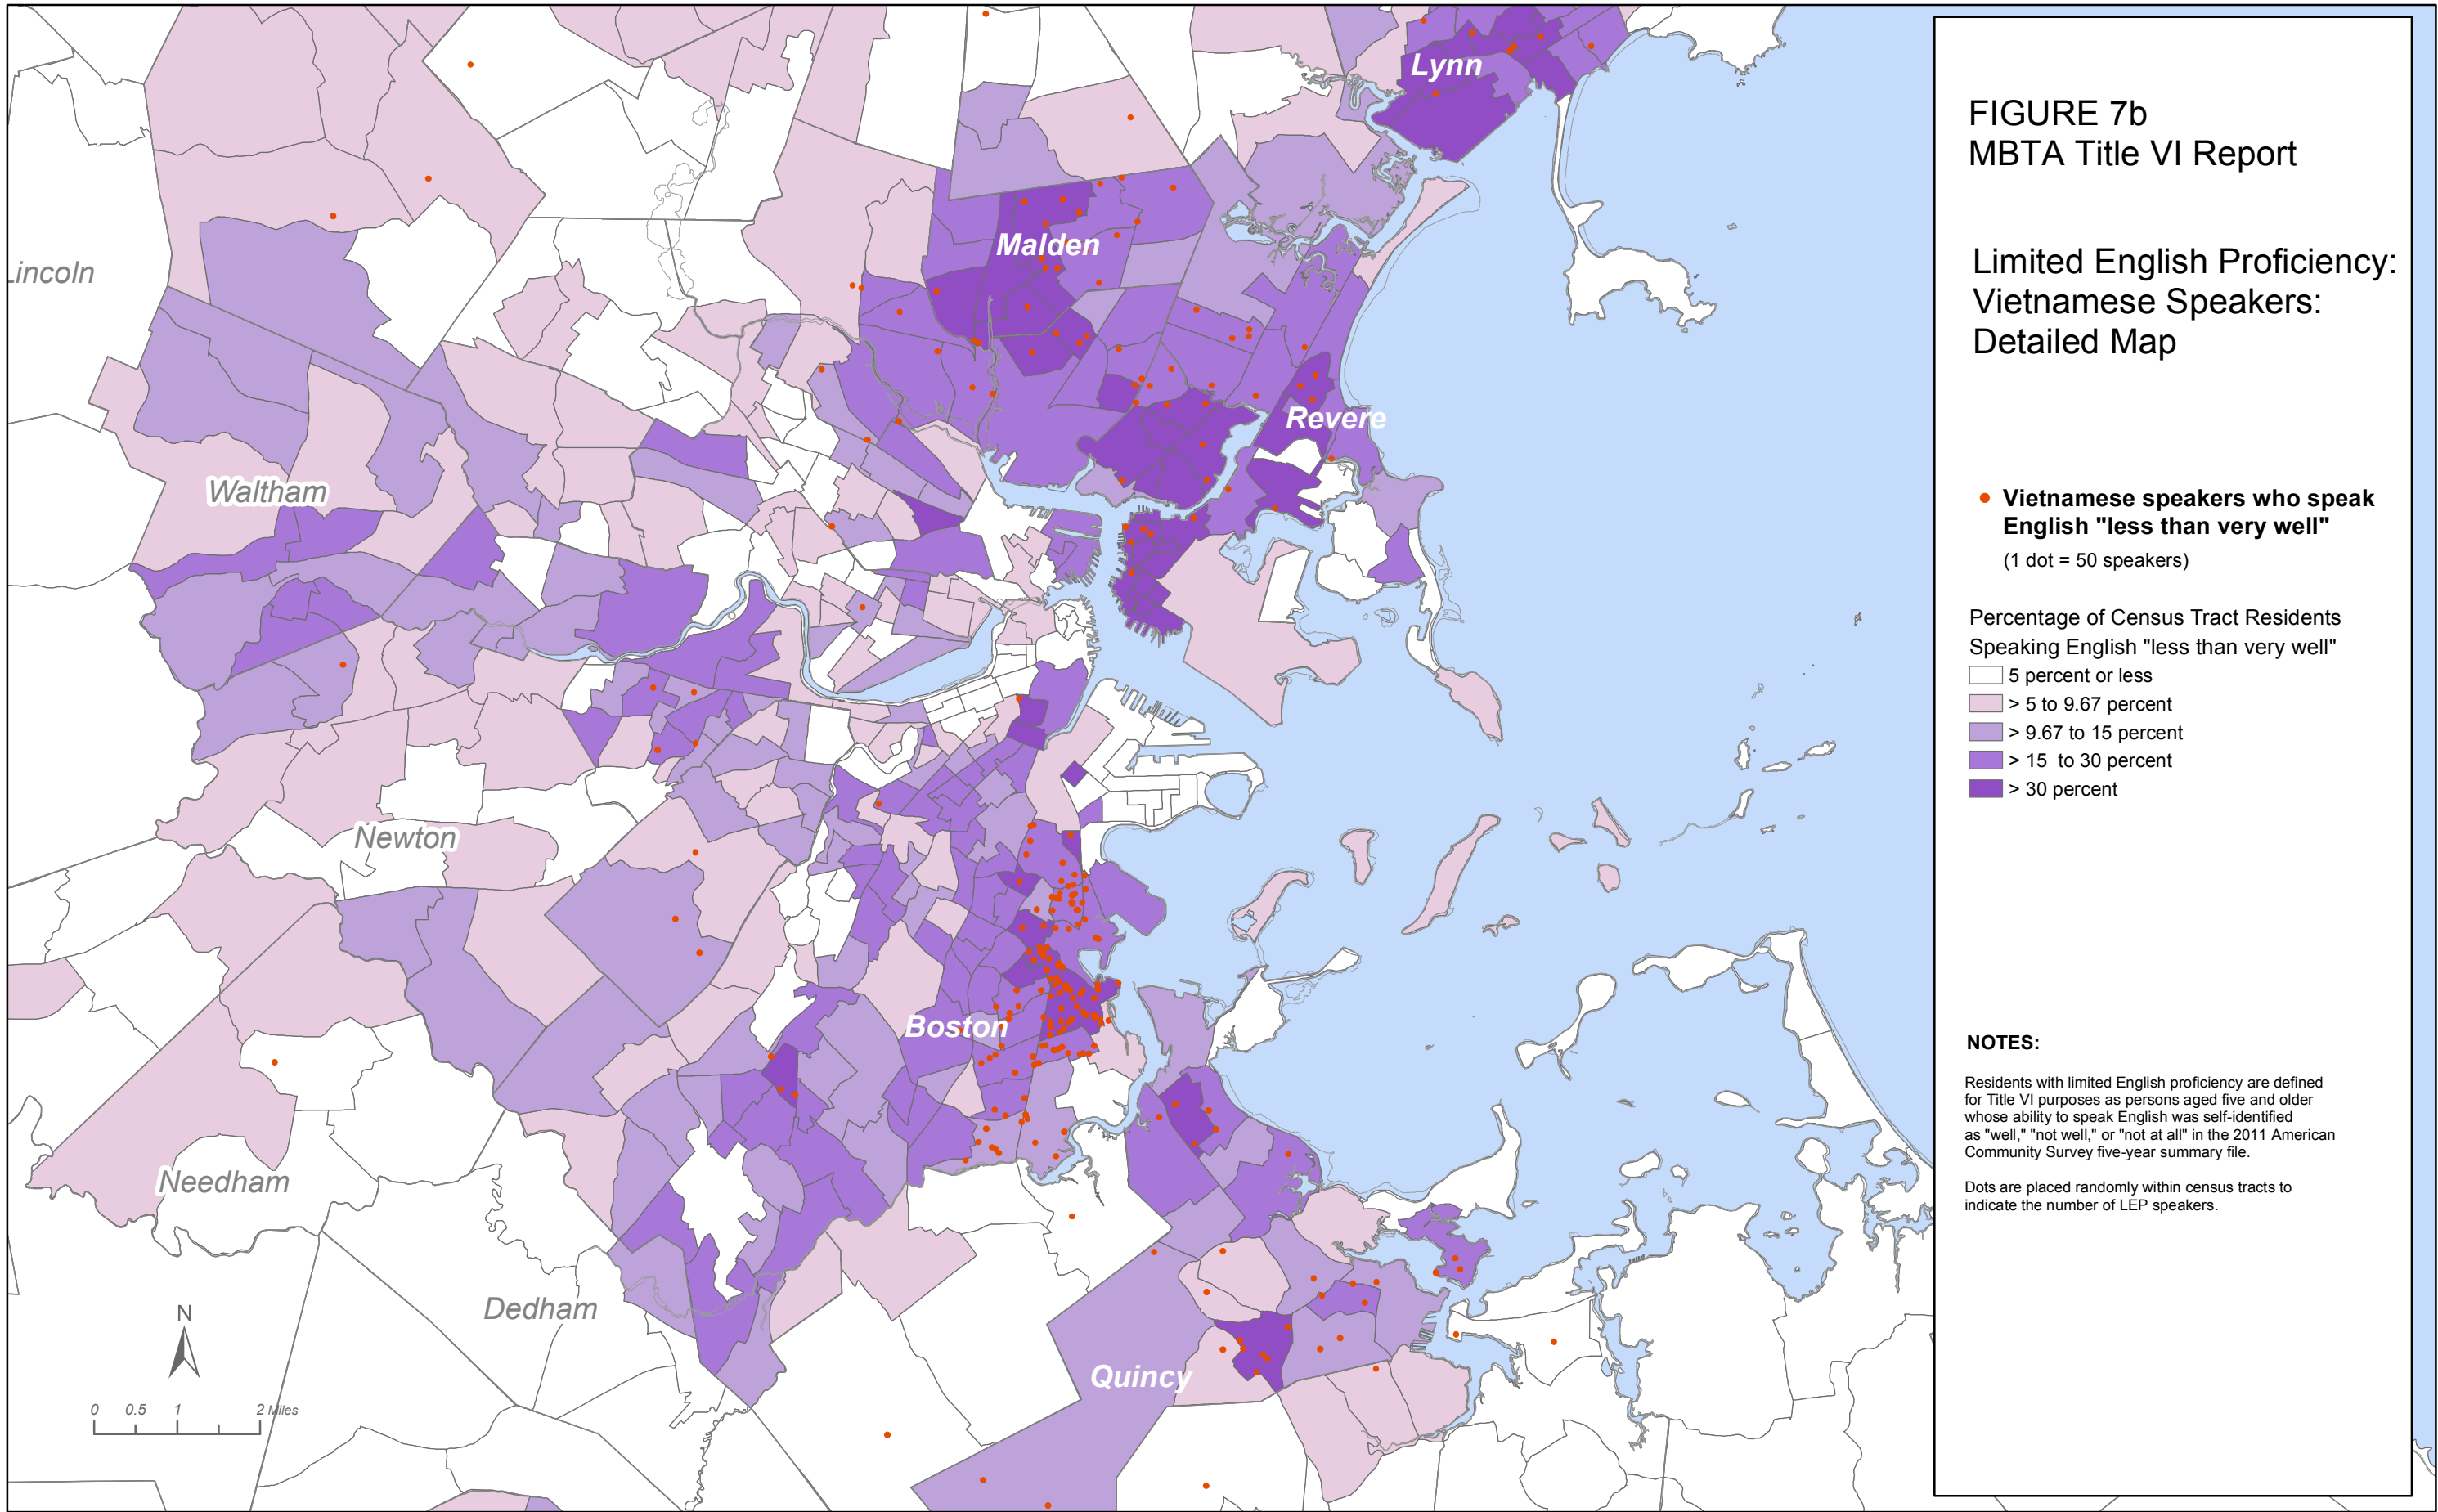 FIGURE 7b
MBTA Title VI Report
Limited English Proficiency:
Vietnamese Speakers:
Detailed Map
Vietnamese speakers who speak
English "less than very well"
(1 dot = 50 speakers)
Percentage of Census Tract Residents
Speaking English "less than very well"
5 percent or less
> 5 to 9.67 percent
> 9.67 to 15 percent
> 15 to 30 percent
> 30 percent
NOTES:
Residents with limited English proficiency are defined
for Title VI purposes as persons aged five and older
whose ability to speak English was self-identified
as "well," "not well," or "not at all" in the 2011 American
Community Survey five-year summary file.
Dots are placed randomly within census tracts to
indicate the number of LEP speakers.
Lynn
Malden
Lincoln
Revere
Waltham
Newton
Boston
Needham
Dedham
Quincy
N
0 0.5 1 2 Miles